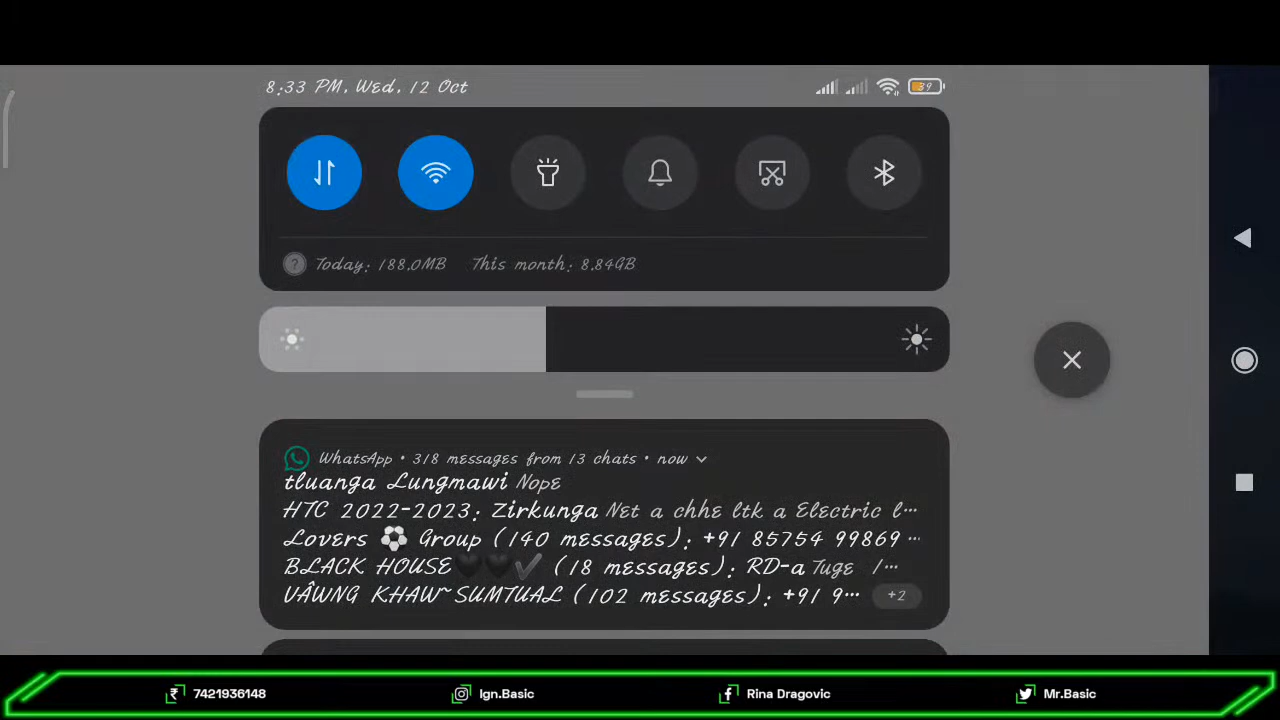 8:33 PM, Wed, 12 Oct
39
Today: 188.0MB This month: 8.84GB
WhatsApp • 318 messages from 13 chats • now
tluanga Lungmawi Nope
HTC 2022-2023: Zirkunga Net a chhe ltk a Electric l...
Lovers ⚽ Group (140 messages): +91 85754 99869 ...
BLACK HOUSE🖤🖤✔️ (18 messages): RD-a Tuge /...
VÂWNG KHAW~SUMTUAL (102 messages): +91 9... +2
₹ 7421936148 Ign.Basic Rina Dragovic Mr.Basic